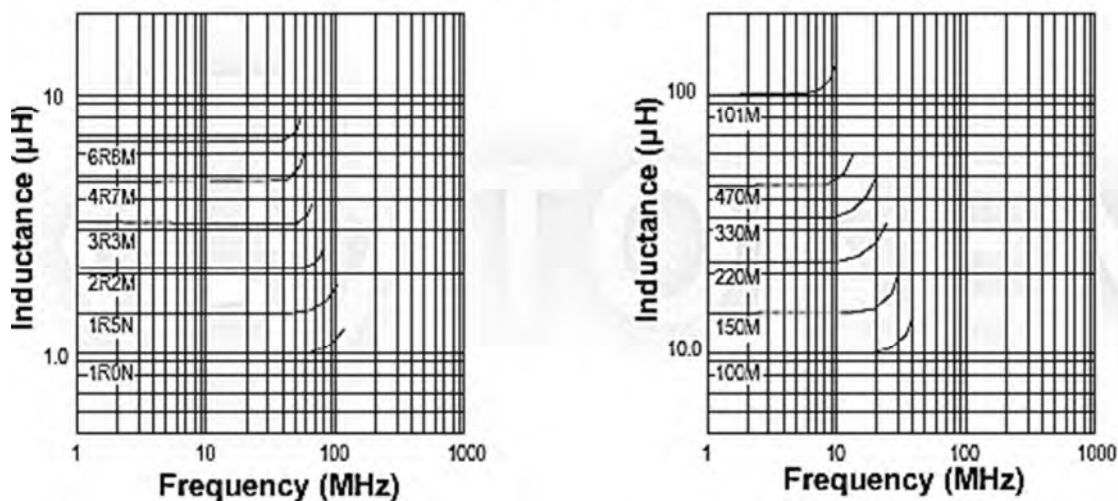 Inductance (µH)
10
1.0
6R8M
4R7M
3R3M
2R2M
1R5N
1R0N
1 10 100 1000
Frequency (MHz)
Inductance (µH)
100
10.0
101M
470M
330M
220M
150M
100M
1 10 100 1000
Frequency (MHz)